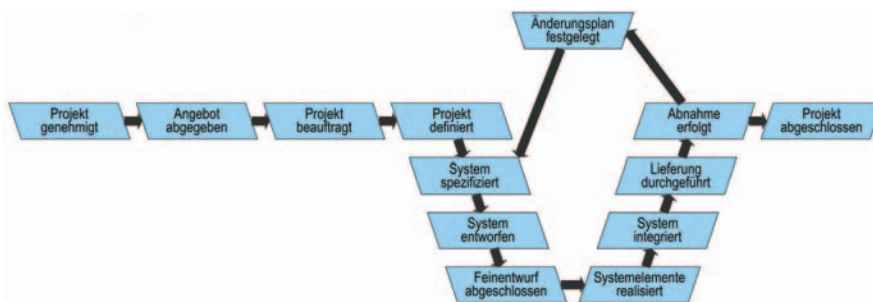 Änderungsplan
festgelegt
Projekt
genehmigt
Angebot
abgegeben
Projekt
beauftragt
Projekt
definiert
Abnahme
erfolgt
Projekt
abgeschlossen
System
spezifiziert
Lieferung
durchgeführt
System
entworfen
System
integriert
Feinentwurf
abgeschlossen
Systemelemente
realisiert